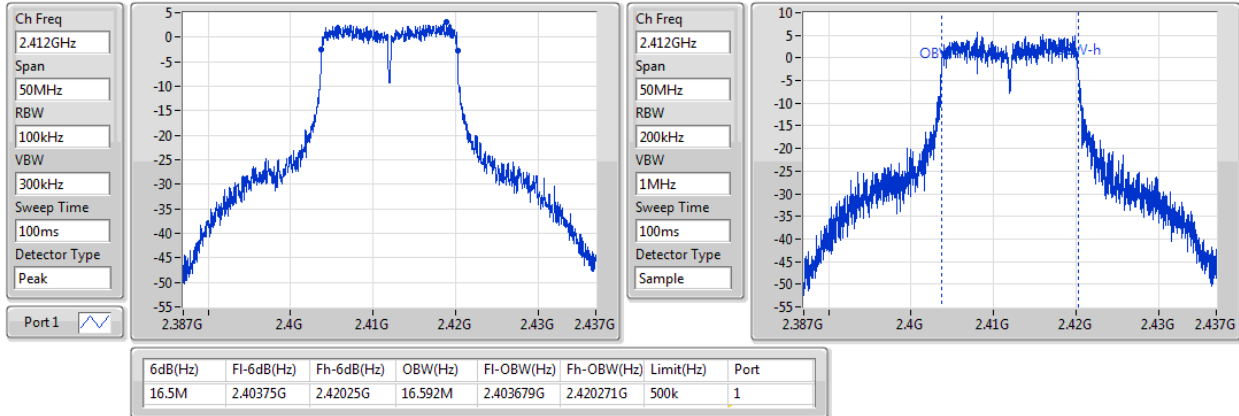 Ch Freq
2.412GHz
Span
50MHz
RBW
100kHz
VBW
300kHz
Sweep Time
100ms
Detector Type
Peak
Port 1
5-
0-
-5-
-10-
-15-
-20-
-25-
-30-
-35-
-40-
-45-
-50-
-55-
2.387G 2.4G 2.41G 2.42G 2.43G 2.437G
Ch Freq
2.412GHz
Span
50MHz
RBW
200kHz
VBW
1MHz
Sweep Time
100ms
Detector Type
Sample
10-
5-
0-
-5-
-10-
-15-
-20-
-25-
-30-
-35-
-40-
-45-
-50-
-55-
2.387G 2.4G 2.41G 2.42G 2.43G 2.437G
6dB(Hz) Fl-6dB(Hz) Fh-6dB(Hz) OBW(Hz) Fl-OBW(Hz) Fh-OBW(Hz) Limit(Hz) Port
16.5M 2.40375G 2.42025G 16.592M 2.403679G 2.420271G 500k 1